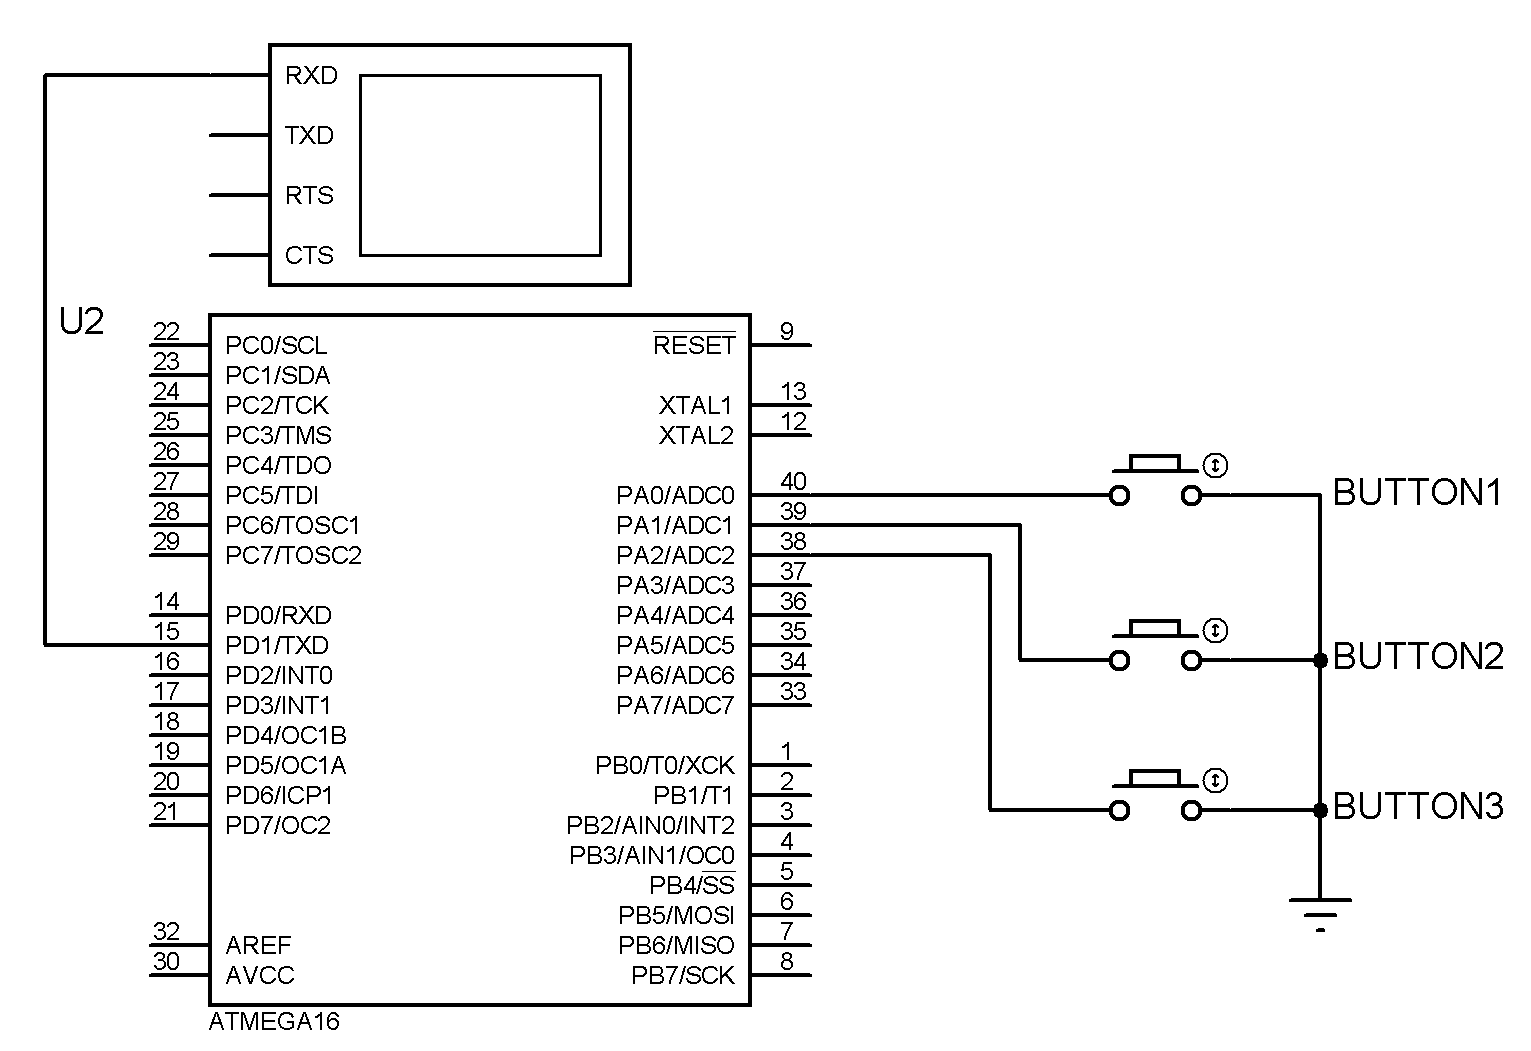 RXD
TXD
RTS
CTS
U2
22 PC0/SCL
23 PC1/SDA
24 PC2/TCK
25 PC3/TMS
26 PC4/TDO
27 PC5/TDI
28 PC6/TOSC1
29 PC7/TOSC2
14 PD0/RXD
15 PD1/TXD
16 PD2/INT0
17 PD3/INT1
18 PD4/OC1B
19 PD5/OC1A
20 PD6/ICP1
21 PD7/OC2
32 AREF
30 AVCC
RESET 9
XTAL1 13
XTAL2 12
PA0/ADC0 40
PA1/ADC1 39
PA2/ADC2 38
PA3/ADC3 37
PA4/ADC4 36
PA5/ADC5 35
PA6/ADC6 34
PA7/ADC7 33
PB0/T0/XCK 1
PB1/T1 2
PB2/AIN0/INT2 3
PB3/AIN1/OC0 4
PB4/SS 5
PB5/MOSI 6
PB6/MISO 7
PB7/SCK 8
ATMEGA16
BUTTON1
BUTTON2
BUTTON3